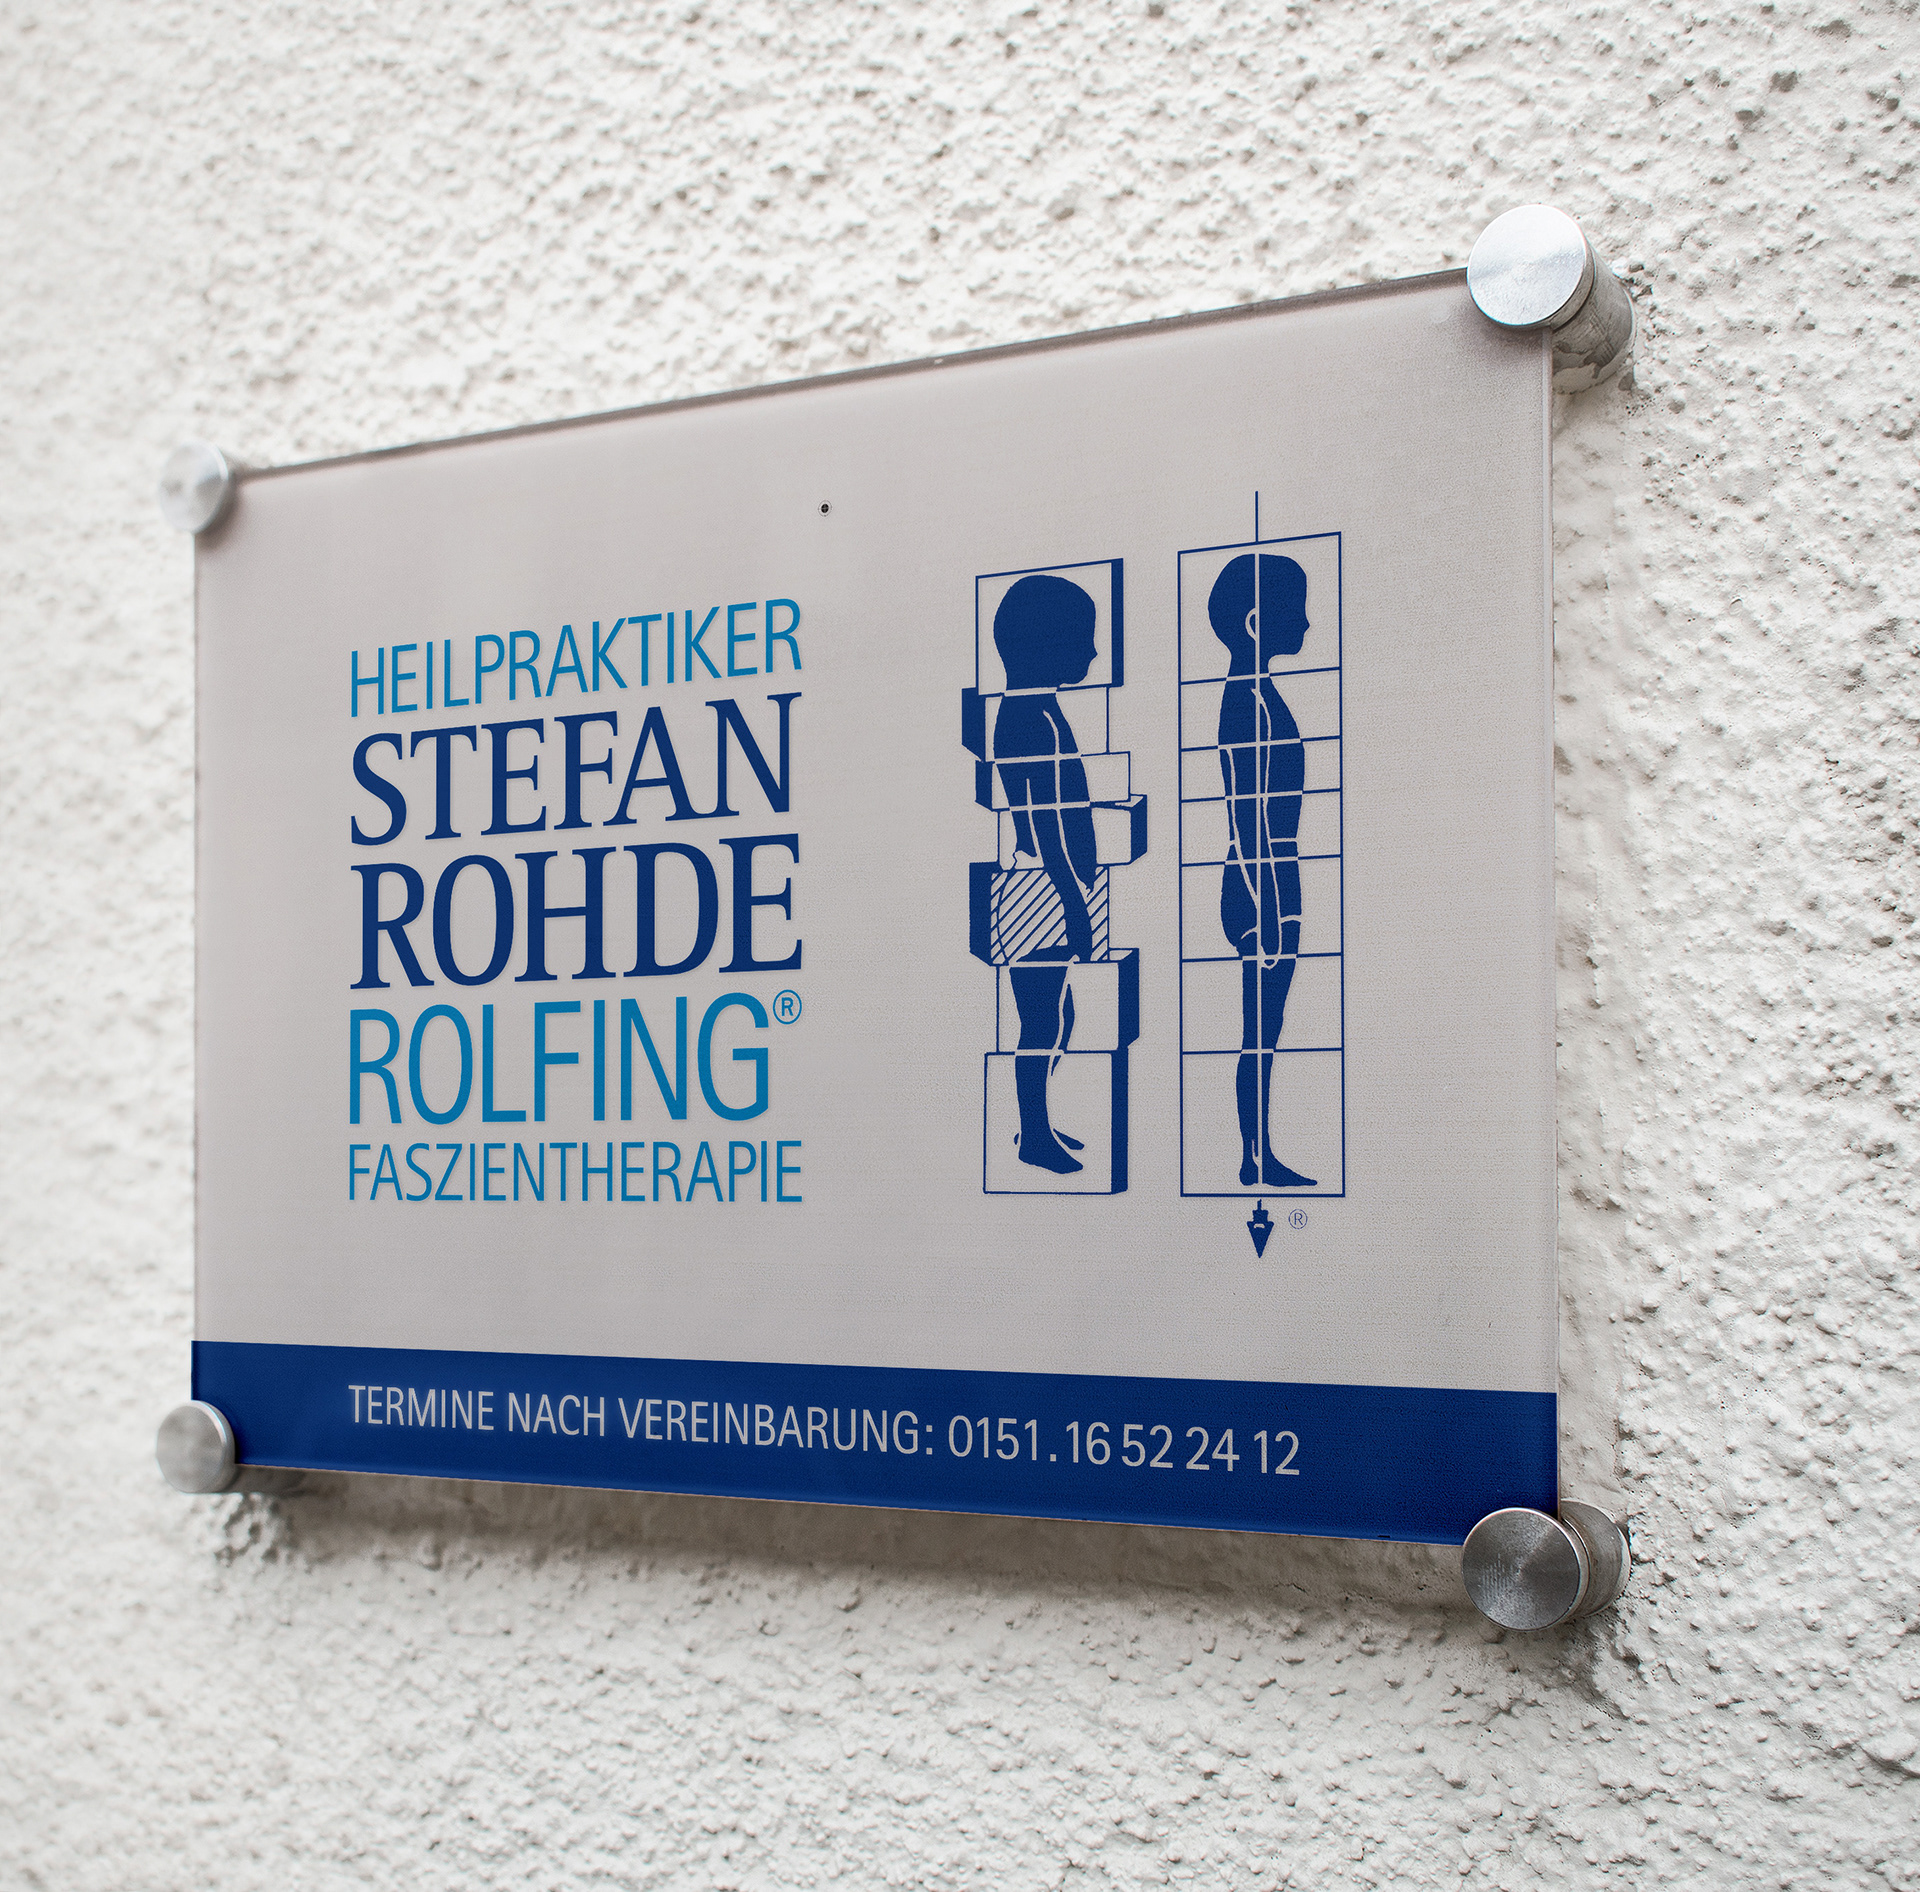 HEILPRAKTIKER
STEFAN
ROHDE
ROLFING®
FASZIENTHERAPIE
®
TERMINE NACH VEREINBARUNG: 0151.16 52 24 12